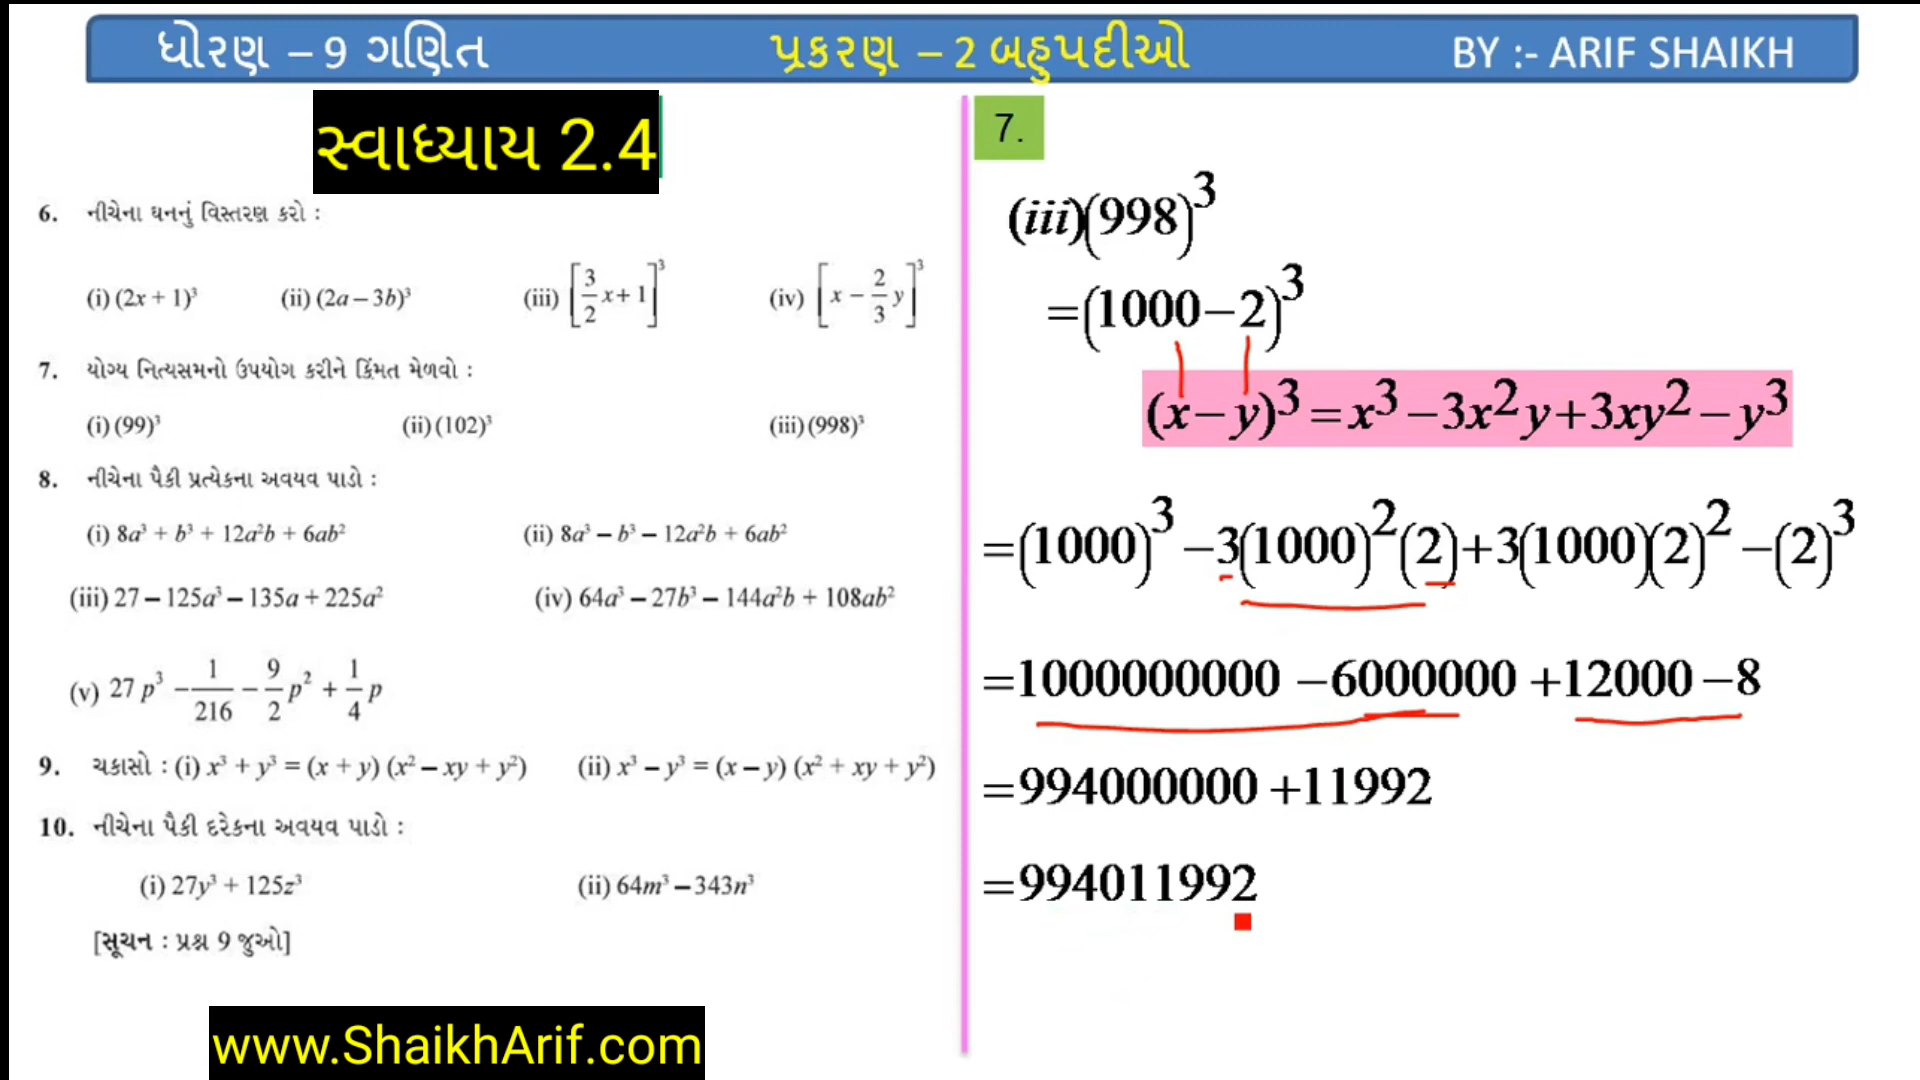 ધોરણ – 9 ગણિત પ્રકરણ – 2 બહુપદીઓ BY :- ARIF SHAIKH
સ્વાધ્યાય 2.4
6. નીચેના ઘનનું વિસ્તરણ કરો :
(i) (2x + 1)³ (ii) (2a – 3b)³ (iii) [3/2 x + 1]³ (iv) [x – 2/3 y]³
7. યોગ્ય નિત્યસમનો ઉપયોગ કરીને કિંમત મેળવો :
(i) (99)³ (ii) (102)³ (iii) (998)³
8. નીચેના પૈકી પ્રત્યેકના અવયવ પાડો :
(i) 8a³ + b³ + 12a²b + 6ab² (ii) 8a³ – b³ – 12a²b + 6ab²
(iii) 27 – 125a³ – 135a + 225a² (iv) 64a³ – 27b³ – 144a²b + 108ab²
(v) 27p³ – 1/216 – 9/2 p² + 1/4 p
9. ચકાસો : (i) x³ + y³ = (x + y) (x² – xy + y²) (ii) x³ – y³ = (x – y) (x² + xy + y²)
10. નીચેના પૈકી દરેકના અવયવ પાડો :
(i) 27y³ + 125z³ (ii) 64m³ – 343n³
[સૂચન : પ્રશ્ન 9 જુઓ]
www.ShaikhArif.com
7.
(iii)(998)³
=(1000–2)³
(x–y)³=x³–3x²y+3xy²–y³
=(1000)³–3(1000)²(2)+3(1000)(2)²–(2)³
=1000000000 –6000000 +12000–8
=994000000 +11992
=994011992